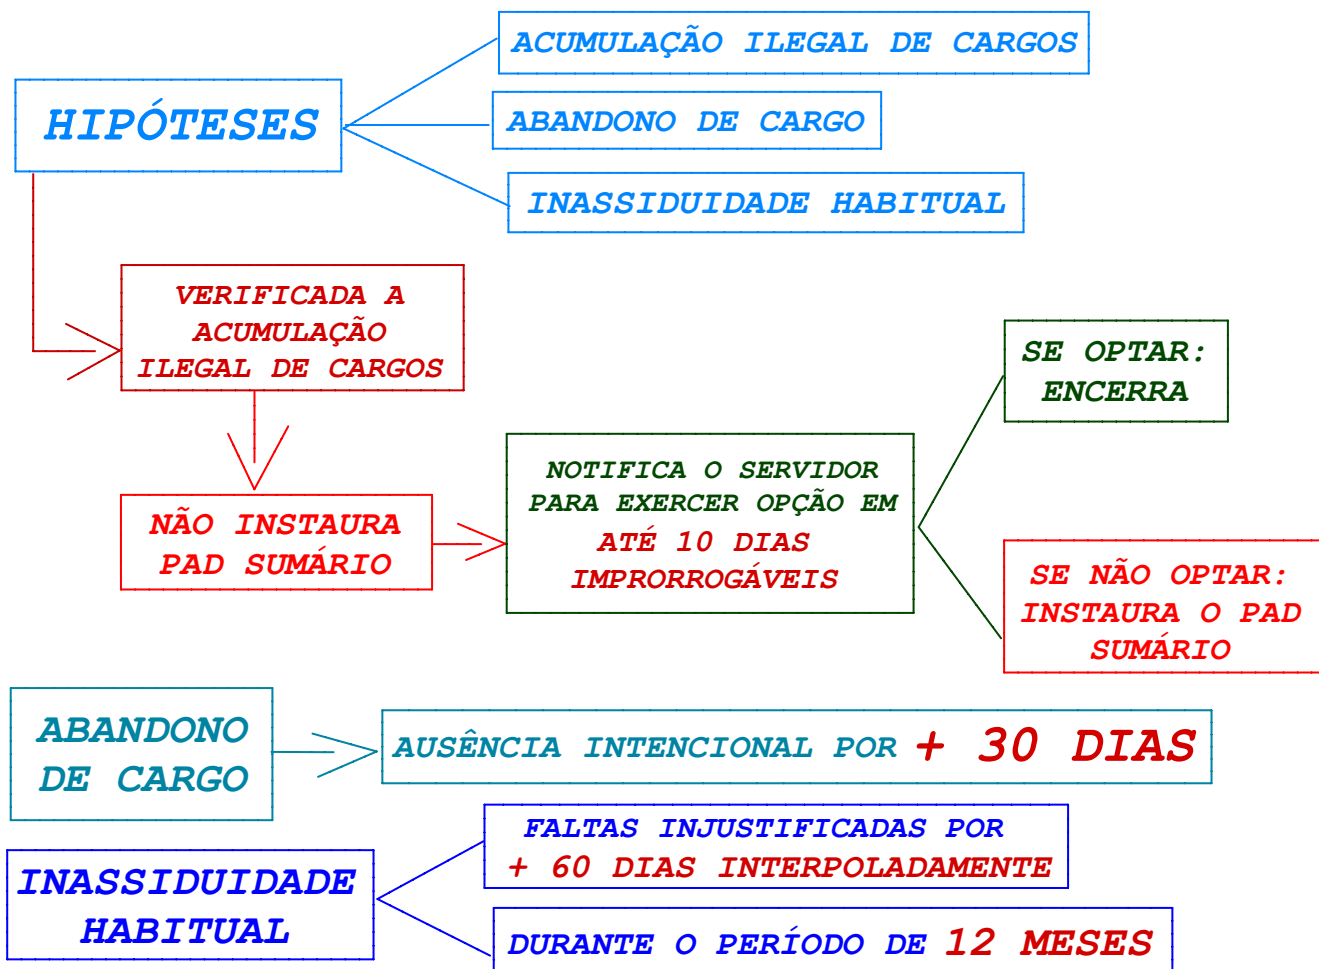 HIPÓTESES
ACUMULAÇÃO ILEGAL DE CARGOS
ABANDONO DE CARGO
INASSIDUIDADE HABITUAL
VERIFICADA A
ACUMULAÇÃO
ILEGAL DE CARGOS
NÃO INSTAURA
PAD SUMÁRIO
NOTIFICA O SERVIDOR
PARA EXERCER OPÇÃO EM
ATÉ 10 DIAS
IMPRORROGÁVEIS
SE OPTAR:
ENCERRA
SE NÃO OPTAR:
INSTAURA O PAD
SUMÁRIO
ABANDONO
DE CARGO
AUSÊNCIA INTENCIONAL POR + 30 DIAS
INASSIDUIDADE
HABITUAL
FALTAS INJUSTIFICADAS POR
+ 60 DIAS INTERPOLADAMENTE
DURANTE O PERÍODO DE 12 MESES